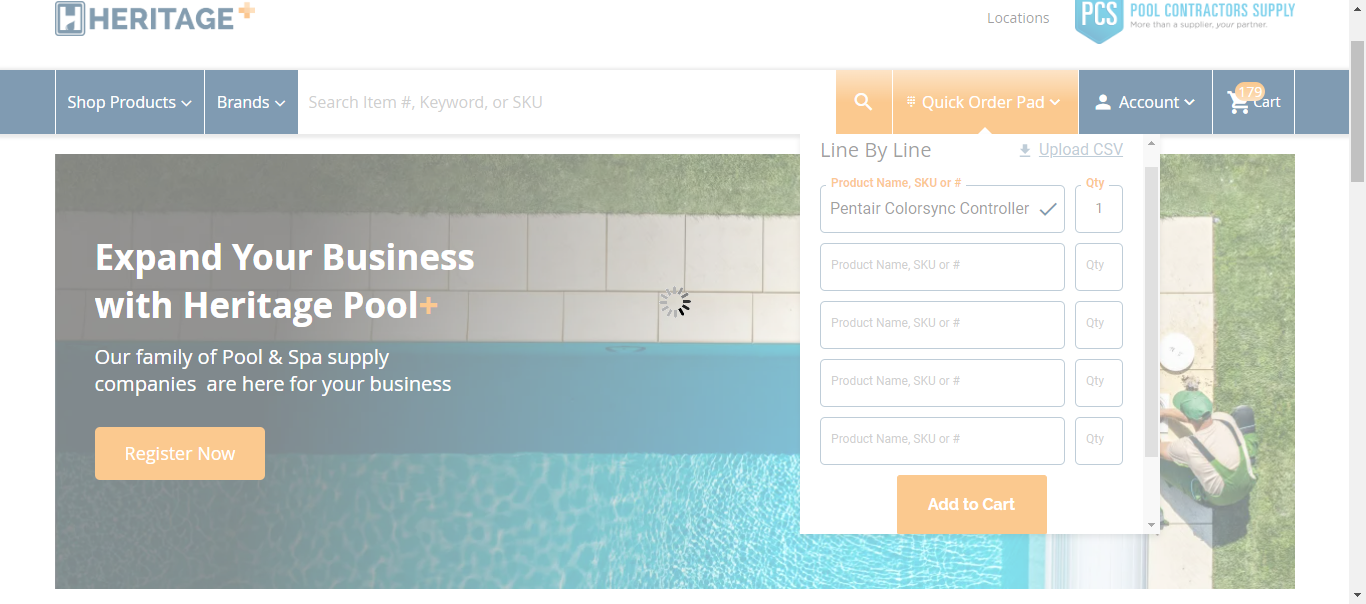 HERITAGE+
Locations
PCS
POOL CONTRACTORS SUPPLY
More than a supplier, your partner.
Shop Products
Brands
Search Item #, Keyword, or SKU
Quick Order Pad
Account
179
Cart
Line By Line
Upload CSV
Product Name, SKU or #
Qty
Pentair Colorsync Controller
1
Product Name, SKU or #
Qty
Product Name, SKU or #
Qty
Product Name, SKU or #
Qty
Product Name, SKU or #
Qty
Add to Cart
Expand Your Business
with Heritage Pool+
Our family of Pool & Spa supply
companies are here for your business
Register Now